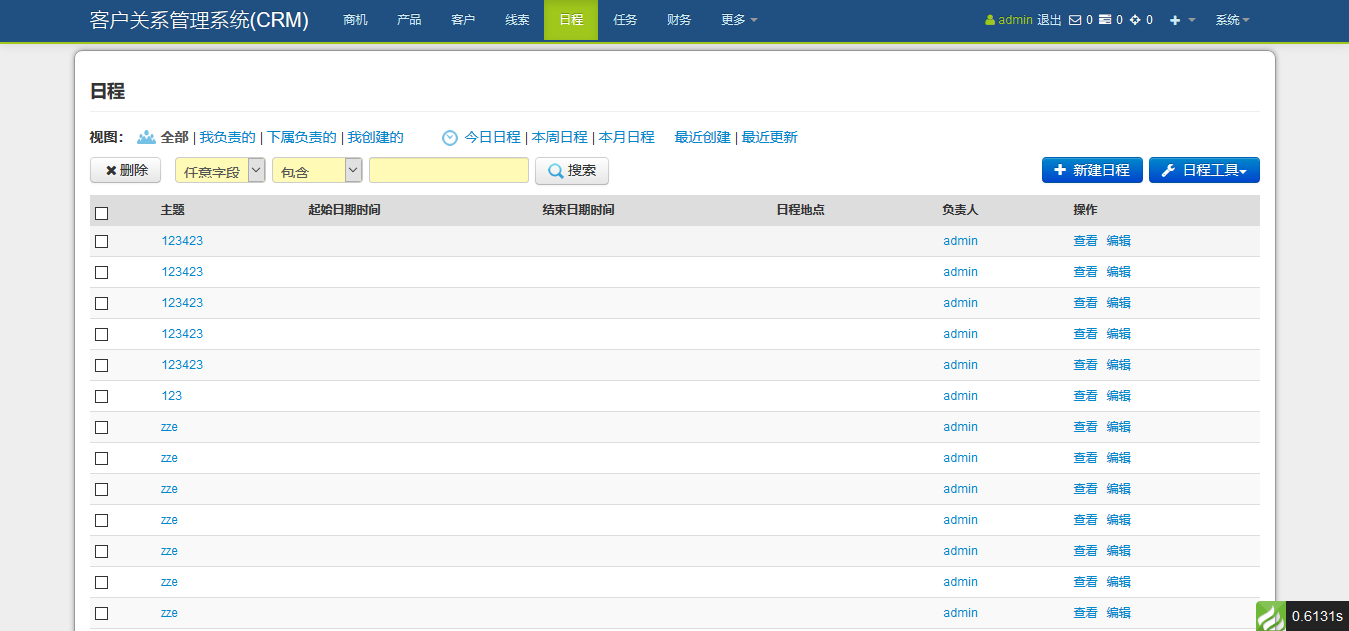 客户关系管理系统(CRM) 商机 产品 客户 线索 日程 任务 财务 更多 admin 退出 0 0 0 系统
日程
视图： 全部 | 我负责的 | 下属负责的 | 我创建的 今日日程 | 本周日程 | 本月日程 最近创建 | 最近更新
删除 任意字段 包含 搜索 新建日程 日程工具
主题 起始日期时间 结束日期时间 日程地点 负责人 操作
123423 admin 查看 编辑
123423 admin 查看 编辑
123423 admin 查看 编辑
123423 admin 查看 编辑
123423 admin 查看 编辑
123 admin 查看 编辑
zze admin 查看 编辑
zze admin 查看 编辑
zze admin 查看 编辑
zze admin 查看 编辑
zze admin 查看 编辑
zze admin 查看 编辑
zze admin 查看 编辑
0.6131s